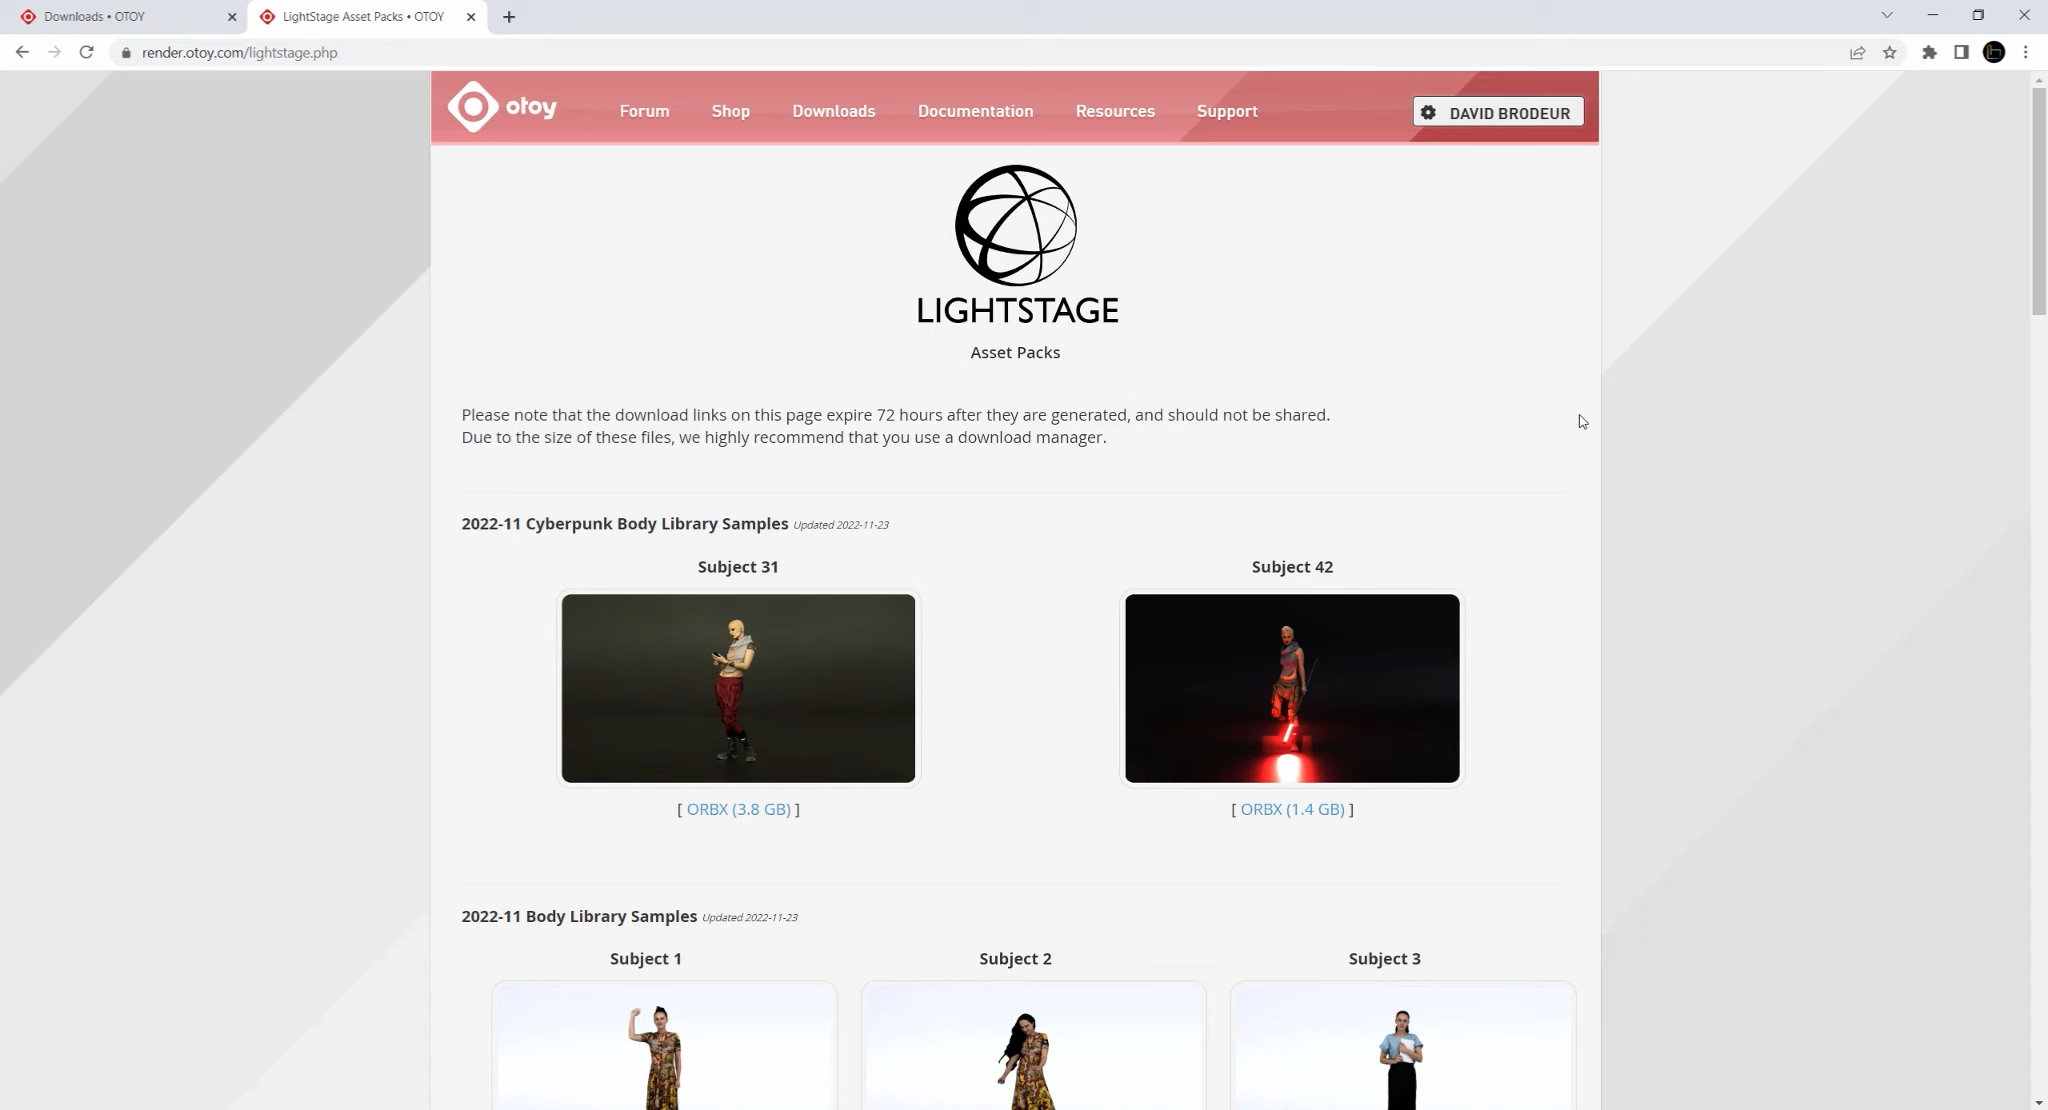 Downloads • OTOY
LightStage Asset Packs • OTOY
render.otoy.com/lightstage.php
otoy
Forum
Shop
Downloads
Documentation
Resources
Support
DAVID BRODEUR
LIGHTSTAGE
Asset Packs
Please note that the download links on this page expire 72 hours after they are generated, and should not be shared.
Due to the size of these files, we highly recommend that you use a download manager.
2022-11 Cyberpunk Body Library Samples Updated 2022-11-23
Subject 31
Subject 42
[ ORBX (3.8 GB) ]
[ ORBX (1.4 GB) ]
2022-11 Body Library Samples Updated 2022-11-23
Subject 1
Subject 2
Subject 3